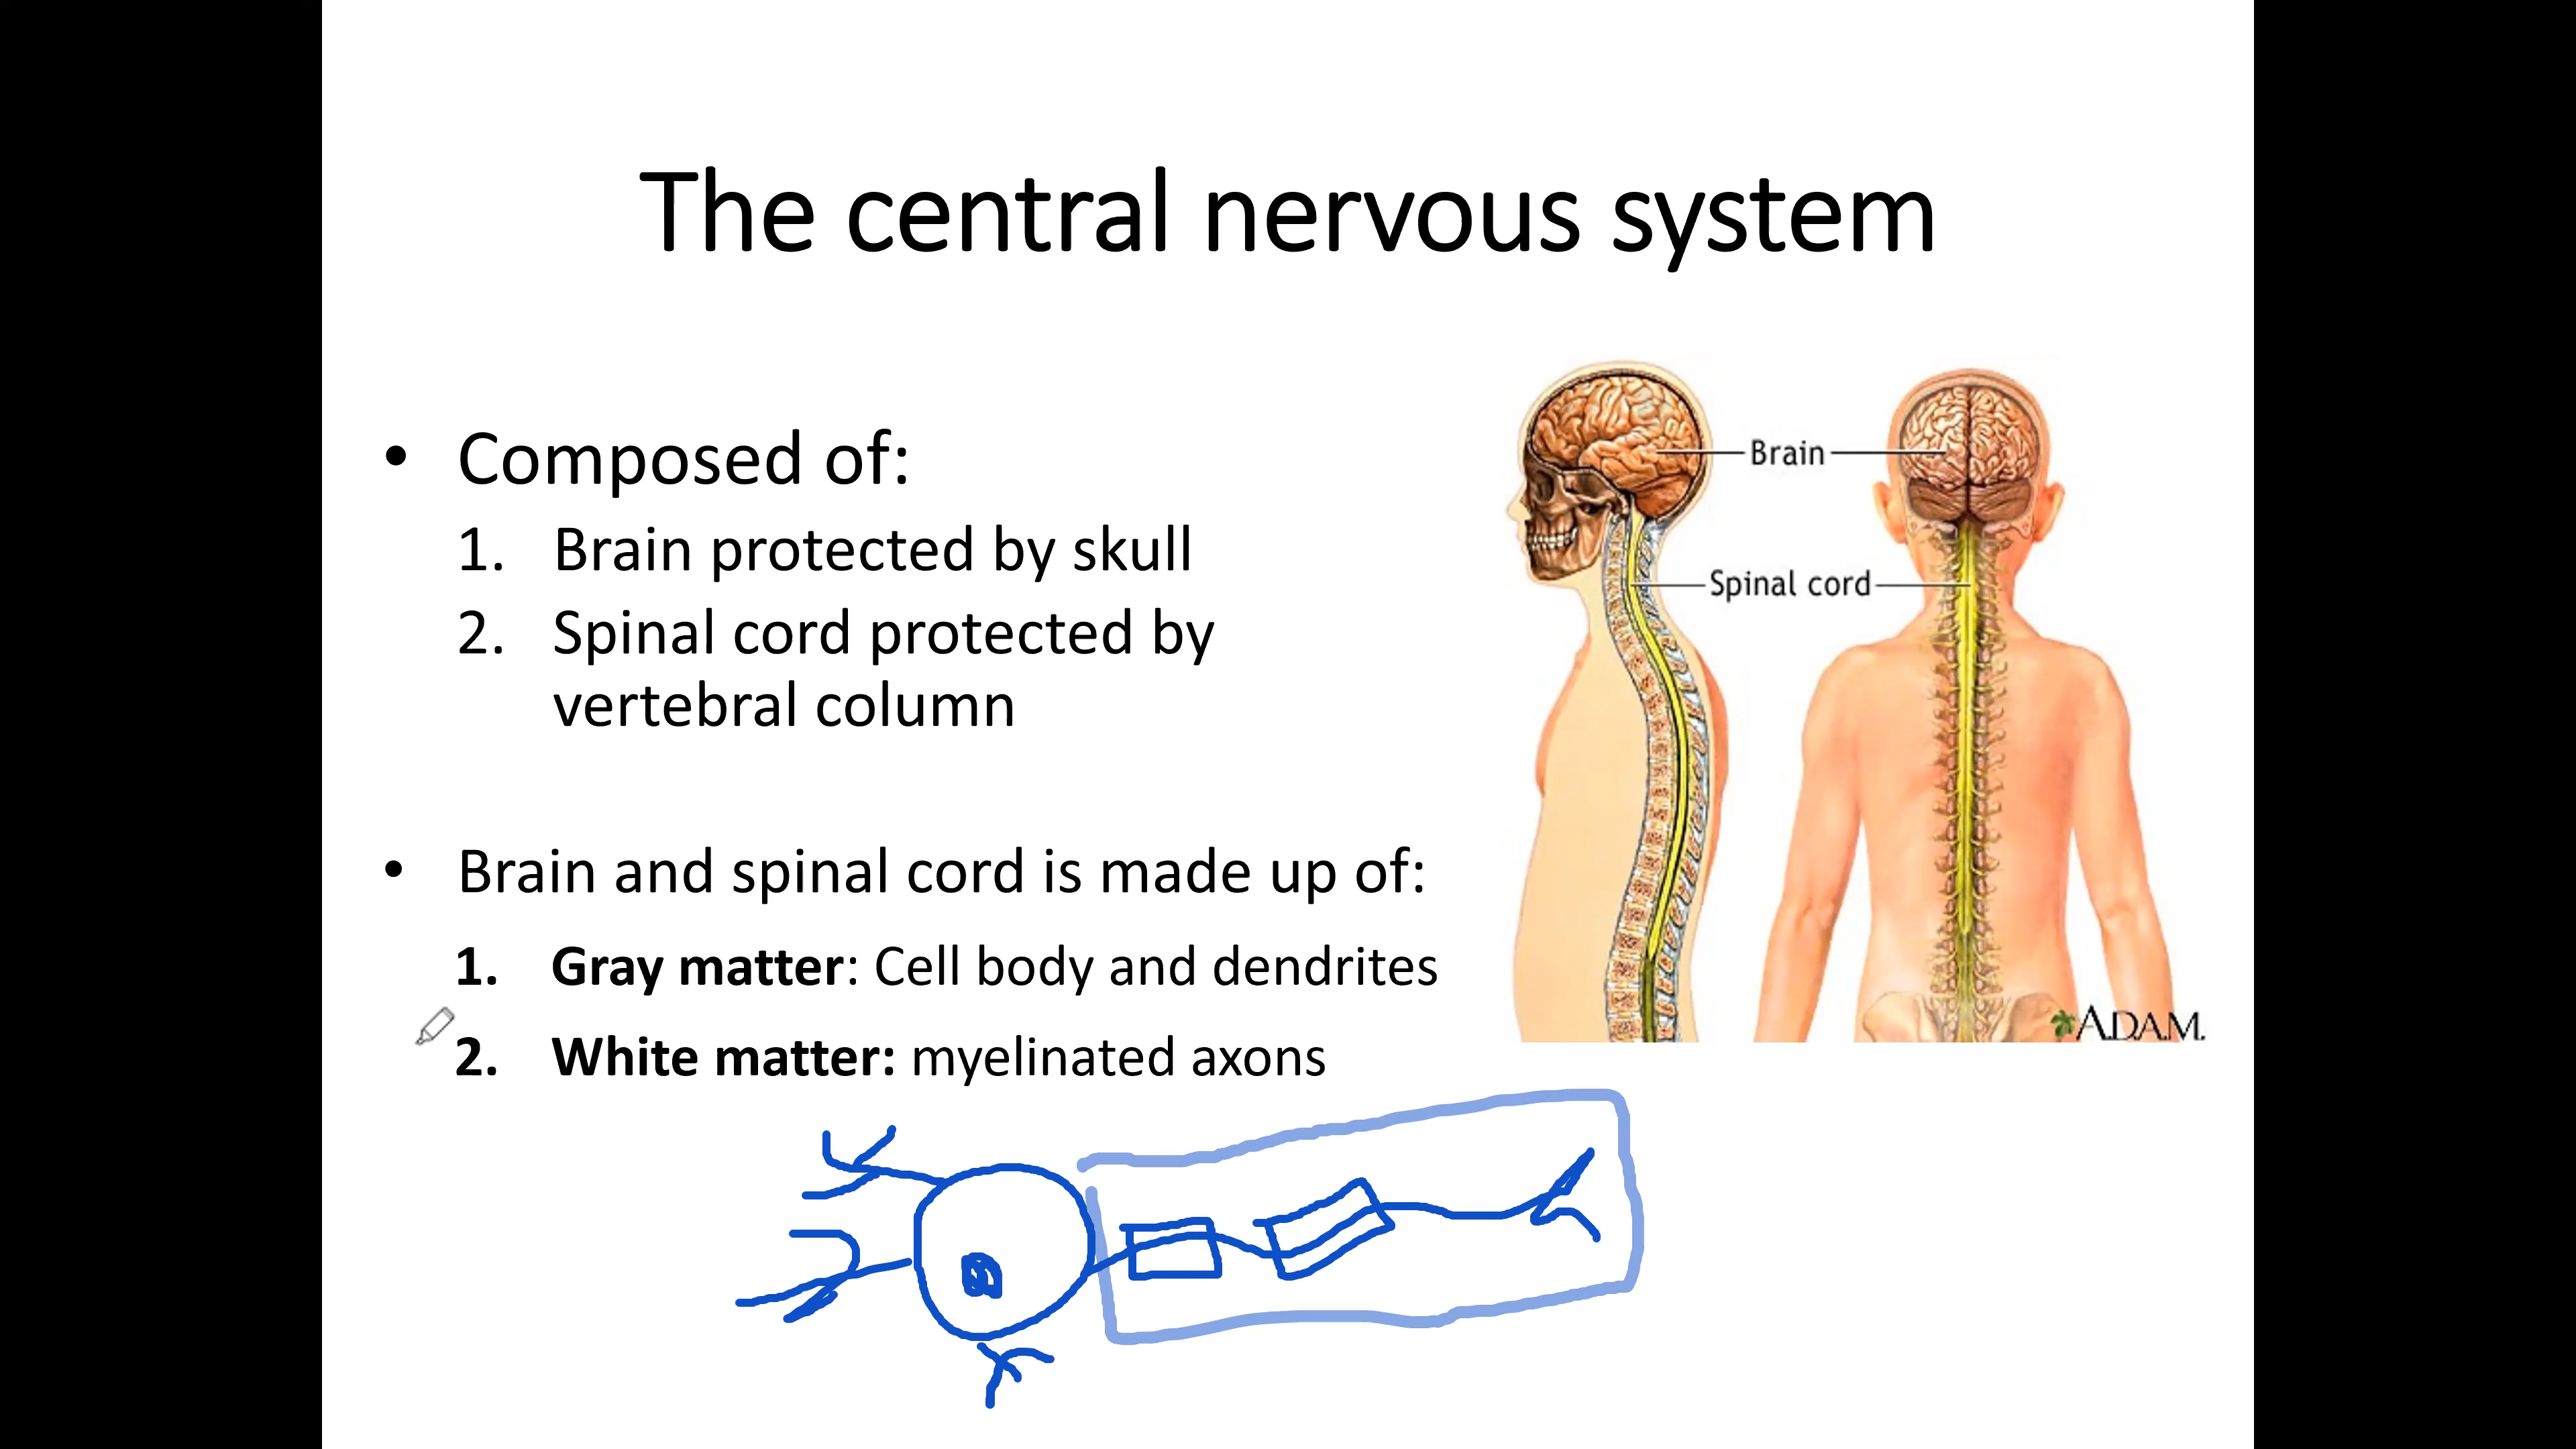 The central nervous system
• Composed of:
1. Brain protected by skull
2. Spinal cord protected by
vertebral column
• Brain and spinal cord is made up of:
1. Gray matter: Cell body and dendrites
2. White matter: myelinated axons
Brain
Spinal cord
A.D.A.M.